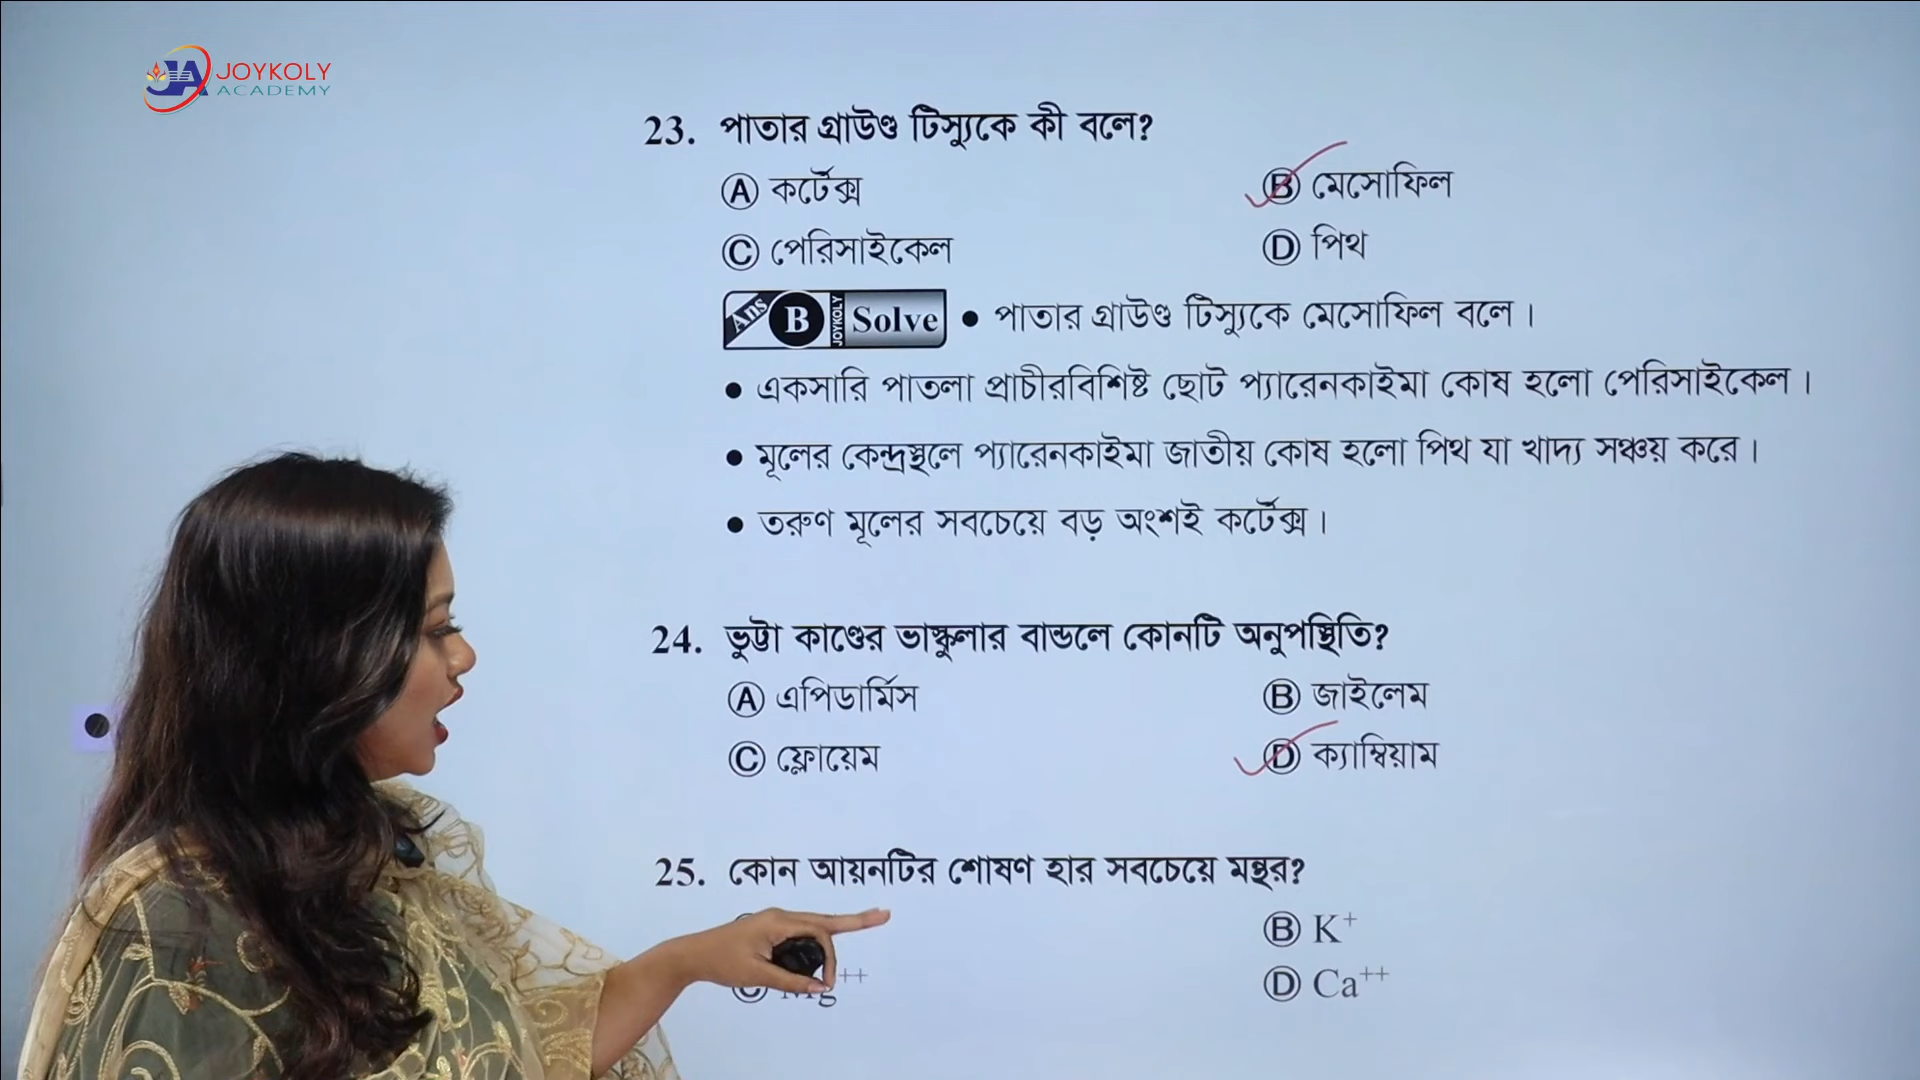 JA JOYKOLY
ACADEMY
23. পাতার গ্রাউণ্ড টিস্যুকে কী বলে?
Ⓐ কর্টেক্স Ⓑ মেসোফিল
Ⓒ পেরিসাইকেল Ⓓ পিথ
Ans B JOYKOLY Solve ● পাতার গ্রাউণ্ড টিস্যুকে মেসোফিল বলে।
● একসারি পাতলা প্রাচীরবিশিষ্ট ছোট প্যারেনকাইমা কোষ হলো পেরিসাইকেল।
● মূলের কেন্দ্রস্থলে প্যারেনকাইমা জাতীয় কোষ হলো পিথ যা খাদ্য সঞ্চয় করে।
● তরুণ মূলের সবচেয়ে বড় অংশই কর্টেক্স।
24. ভুট্টা কাণ্ডের ভাস্কুলার বান্ডলে কোনটি অনুপস্থিতি?
Ⓐ এপিডার্মিস Ⓑ জাইলেম
Ⓒ ফ্লোয়েম Ⓓ ক্যাম্বিয়াম
25. কোন আয়নটির শোষণ হার সবচেয়ে মন্থর?
Ⓑ K⁺
Ⓒ Mg⁺⁺ Ⓓ Ca⁺⁺